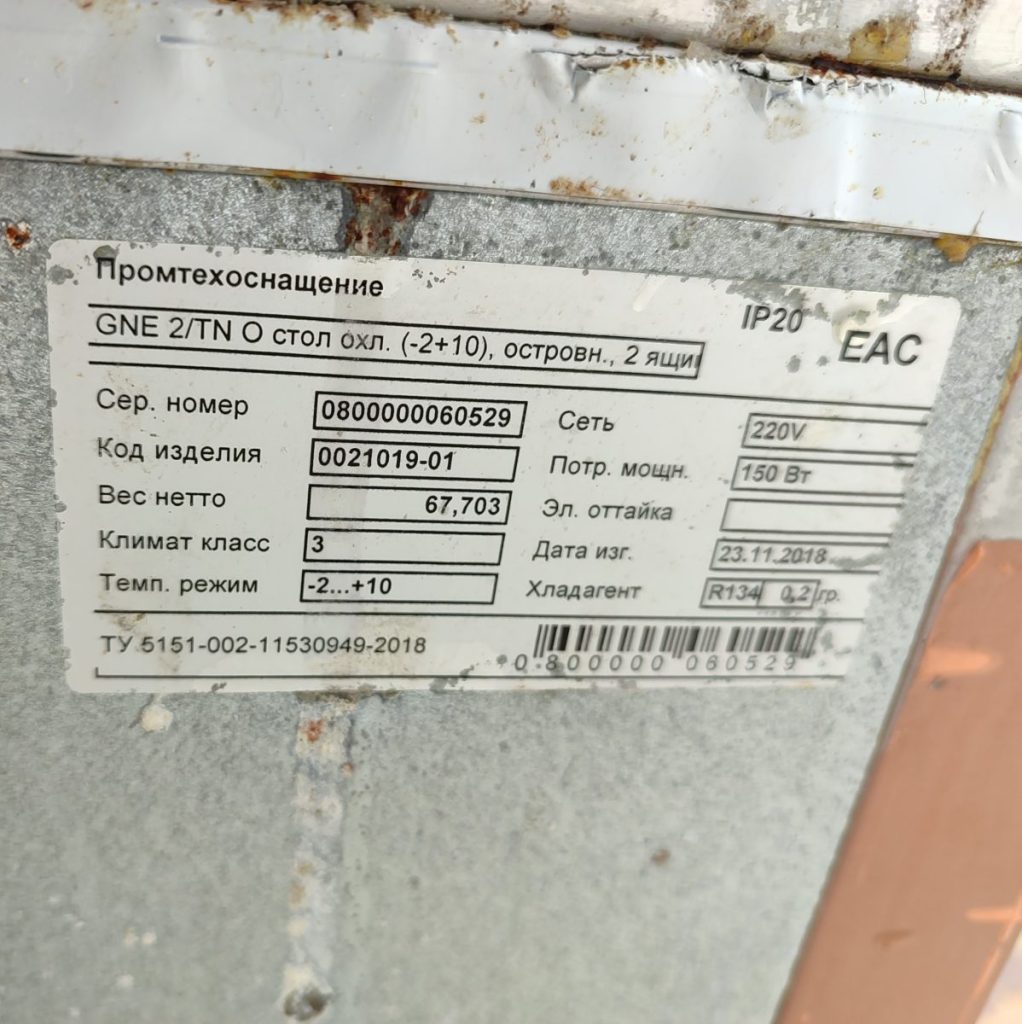 Промтехоснащение
IP20 EAC
GNE 2/TN О стол охл. (-2+10), островн., 2 ящи
Сер. номер 0800000060529 Сеть 220V
Код изделия 0021019-01 Потр. мощн. 150 Вт
Вес нетто 67,703 Эл. оттайка
Климат класс 3 Дата изг. 23.11.2018
Темп. режим -2...+10 Хладагент R134 0,2 гр.
ТУ 5151-002-11530949-2018
0 800000 060529